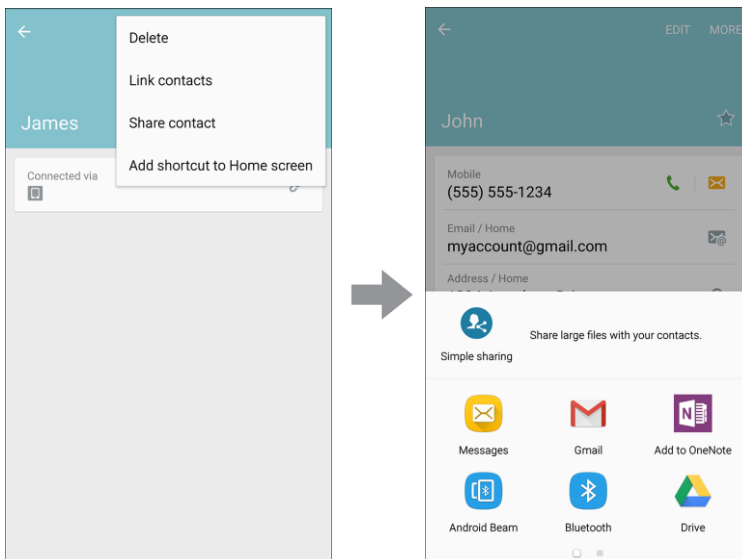 Delete
Link contacts
James
Share contact
Add shortcut to Home screen
Connected via
EDIT MORE
John
Mobile
(555) 555-1234
Email / Home
myaccount@gmail.com
Address / Home
Share large files with your contacts.
Simple sharing
Messages Gmail Add to OneNote
Android Beam Bluetooth Drive